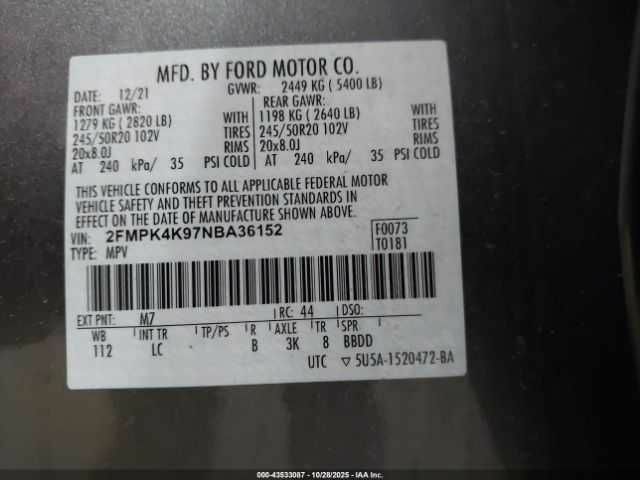 MFD. BY FORD MOTOR CO.
DATE: 12/21 GVWR: 2449 KG ( 5400 LB)
FRONT GAWR: REAR GAWR:
1279 KG ( 2820 LB) WITH 1198 KG ( 2640 LB) WITH
245/50R20 102V TIRES 245/50R20 102V TIRES
20x8.0J RIMS 20x8.0J RIMS
AT 240 kPa/ 35 PSI COLD AT 240 kPa/ 35 PSI COLD
THIS VEHICLE CONFORMS TO ALL APPLICABLE FEDERAL MOTOR
VEHICLE SAFETY AND THEFT PREVENTION STANDARDS IN
EFFECT ON THE DATE OF MANUFACTURE SHOWN ABOVE.
VIN: 2FMPK4K97NBA36152 F0073
TYPE: MPV T0181
EXT PNT: M7 RC: 44 DSO:
WB INT TR TP/PS R AXLE TR SPR
112 LC B 3K 8 BBDD
UTC ▽ 5U5A-1520472-BA
000-43533087 | 10/28/2025 | IAA Inc.